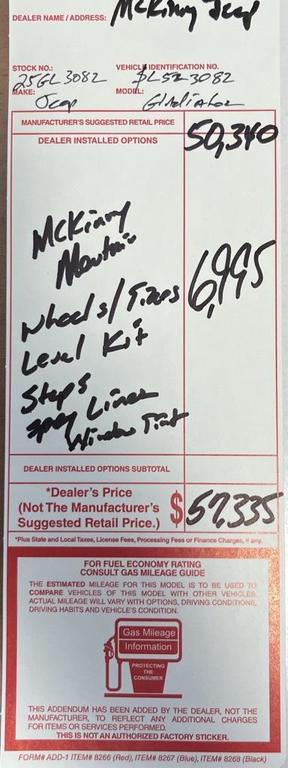 DEALER NAME / ADDRESS: McKinny Jeep
STOCK NO.: VEHICLE IDENTIFICATION NO.
25GL3082 PL523082
MAKE: MODEL:
Jeep Gladiator
MANUFACTURER'S SUGGESTED RETAIL PRICE 50,340
DEALER INSTALLED OPTIONS
McKinny
Mountain
Wheels/Tires 6,995
Level Kit
Steps
spray Liner
Window Tint
DEALER INSTALLED OPTIONS SUBTOTAL
*Dealer's Price
(Not The Manufacturer's
Suggested Retail Price.) $57,335
*Plus State and Local Taxes, License Fees, Processing Fees or Finance Charges, if any.
FOR FUEL ECONOMY RATING
CONSULT GAS MILEAGE GUIDE
THE ESTIMATED MILEAGE FOR THIS MODEL IS TO BE USED TO
COMPARE VEHICLES OF THIS MODEL WITH OTHER VEHICLES.
ACTUAL MILEAGE WILL VARY WITH OPTIONS, DRIVING CONDITIONS,
DRIVING HABITS AND VEHICLE'S CONDITION.
Gas Mileage
Information
PROTECTING
THE
CONSUMER
THIS ADDENDUM HAS BEEN ADDED BY THE DEALER, NOT THE
MANUFACTURER, TO REFLECT ANY ADDITIONAL CHARGES
FOR ITEMS OR SERVICES PERFORMED.
THIS IS NOT AN AUTHORIZED FACTORY STICKER.
FORM# ADD-1 ITEM# 8266 (Red), ITEM# 8267 (Blue), ITEM# 8268 (Black)